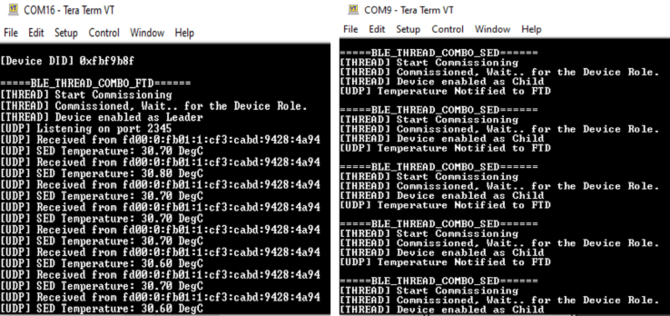 COM16 - Tera Term VT
File Edit Setup Control Window Help
[Device DID] 0xfbf9b8f
=====BLE_THREAD_COMBO_FTD======
[THREAD] Start Commissioning
[THREAD] Commissioned, Wait.. for the Device Role.
[THREAD] Device enabled as Leader
[UDP] Listening on port 2345
[UDP] Received from fd00:0:fb01:1:cf3:cabd:9428:4a94
[UDP] SED Temperature: 30.70 DegC
[UDP] Received from fd00:0:fb01:1:cf3:cabd:9428:4a94
[UDP] SED Temperature: 30.80 DegC
[UDP] Received from fd00:0:fb01:1:cf3:cabd:9428:4a94
[UDP] SED Temperature: 30.70 DegC
[UDP] Received from fd00:0:fb01:1:cf3:cabd:9428:4a94
[UDP] SED Temperature: 30.70 DegC
[UDP] Received from fd00:0:fb01:1:cf3:cabd:9428:4a94
[UDP] SED Temperature: 30.70 DegC
[UDP] Received from fd00:0:fb01:1:cf3:cabd:9428:4a94
[UDP] SED Temperature: 30.60 DegC
[UDP] Received from fd00:0:fb01:1:cf3:cabd:9428:4a94
[UDP] SED Temperature: 30.70 DegC
[UDP] Received from fd00:0:fb01:1:cf3:cabd:9428:4a94
[UDP] SED Temperature: 30.60 DegC
COM9 - Tera Term VT
File Edit Setup Control Window Help
=====BLE_THREAD_COMBO_SED======
[THREAD] Start Commissioning
[THREAD] Commissioned, Wait.. for the Device Role.
[THREAD] Device enabled as Child
[UDP] Temperature Notified to FTD
=====BLE_THREAD_COMBO_SED======
[THREAD] Start Commissioning
[THREAD] Commissioned, Wait.. for the Device Role.
[THREAD] Device enabled as Child
[UDP] Temperature Notified to FTD
=====BLE_THREAD_COMBO_SED======
[THREAD] Start Commissioning
[THREAD] Commissioned, Wait.. for the Device Role.
[THREAD] Device enabled as Child
[UDP] Temperature Notified to FTD
=====BLE_THREAD_COMBO_SED======
[THREAD] Start Commissioning
[THREAD] Commissioned, Wait.. for the Device Role.
[THREAD] Device enabled as Child
[UDP] Temperature Notified to FTD
=====BLE_THREAD_COMBO_SED======
[THREAD] Start Commissioning
[THREAD] Commissioned, Wait.. for the Device Role.
[THREAD] Device enabled as Child